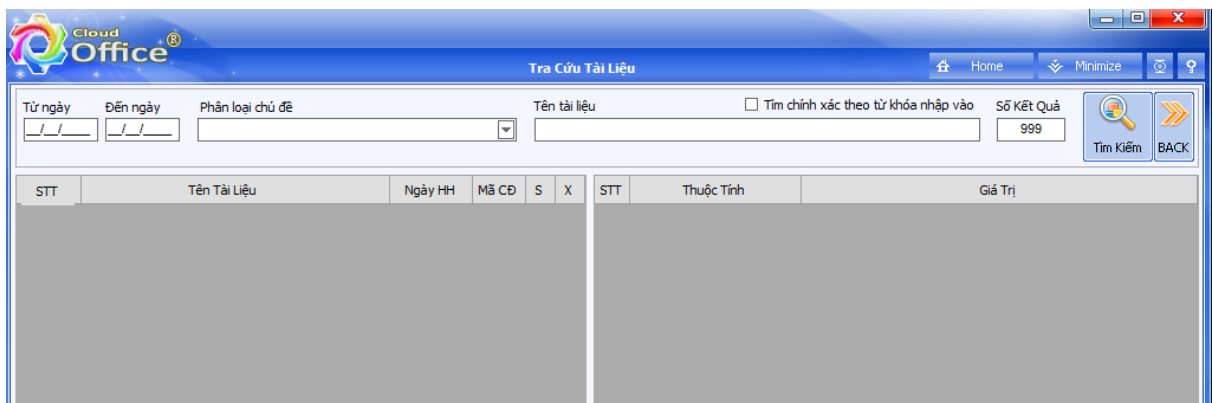 Cloud
Office®
Tra Cứu Tài Liệu
Home
Minimize
Từ ngày
Đến ngày
Phân loại chủ đề
Tên tài liệu
Tìm chính xác theo từ khóa nhập vào
Số Kết Quả
_/_/__
_/_/__
999
Tìm Kiếm
BACK
STT
Tên Tài Liệu
Ngày HH
Mã CĐ
S
X
STT
Thuộc Tính
Giá Trị